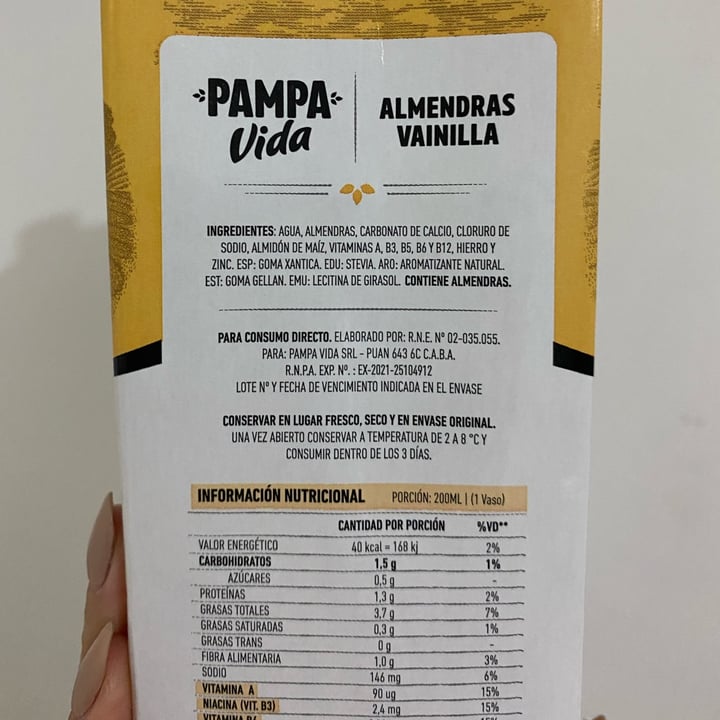 PAMPA
Vida
ALMENDRAS
VAINILLA
INGREDIENTES: AGUA, ALMENDRAS, CARBONATO DE CALCIO, CLORURO DE
SODIO, ALMIDÓN DE MAÍZ, VITAMINAS A, B3, B5, B6 Y B12, HIERRO Y
ZINC. ESP: GOMA XANTICA. EDU: STEVIA. ARO: AROMATIZANTE NATURAL.
EST: GOMA GELLAN. EMU: LECITINA DE GIRASOL. CONTIENE ALMENDRAS.
PARA CONSUMO DIRECTO. ELABORADO POR: R.N.E. Nº 02-035.055.
PARA: PAMPA VIDA SRL - PUAN 643 6C C.A.B.A.
R.N.P.A. EXP. Nº. : EX-2021-25104912
LOTE Nº Y FECHA DE VENCIMIENTO INDICADA EN EL ENVASE
CONSERVAR EN LUGAR FRESCO, SECO Y EN ENVASE ORIGINAL.
UNA VEZ ABIERTO CONSERVAR A TEMPERATURA DE 2 A 8 °C Y
CONSUMIR DENTRO DE LOS 3 DÍAS.
INFORMACIÓN NUTRICIONAL PORCIÓN: 200ML | (1 Vaso)
CANTIDAD POR PORCIÓN %VD**
VALOR ENERGÉTICO 40 kcal = 168 kj 2%
CARBOHIDRATOS 1,5 g 1%
AZÚCARES 0,5 g -
PROTEÍNAS 1,3 g 2%
GRASAS TOTALES 3,7 g 7%
GRASAS SATURADAS 0,3 g 1%
GRASAS TRANS 0 g -
FIBRA ALIMENTARIA 1,0 g 3%
SODIO 146 mg 6%
VITAMINA A 90 ug 15%
NIACINA (VIT. B3) 2,4 mg 15%